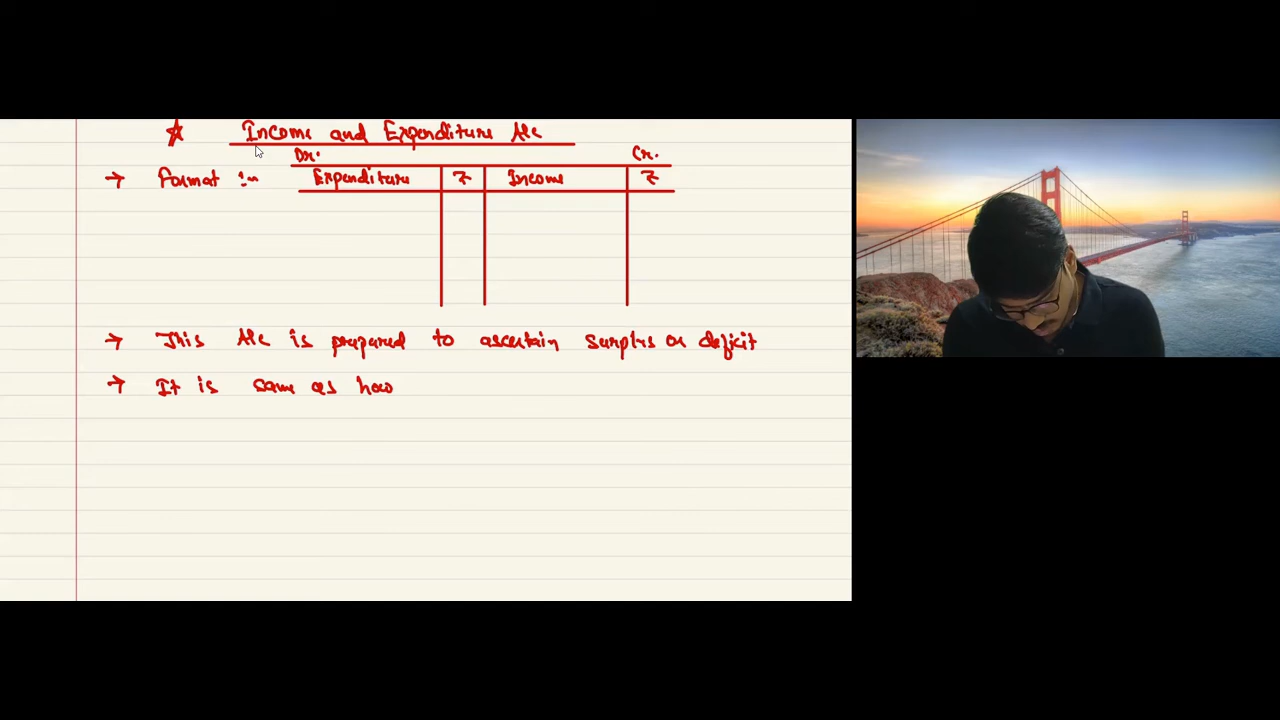 ☆ Income and Expenditure A/c
Dr. Cr.
→ Format :- Expenditure ₹ Income ₹
→ This A/c is prepared to ascertain surplus or deficit
→ It is same as how